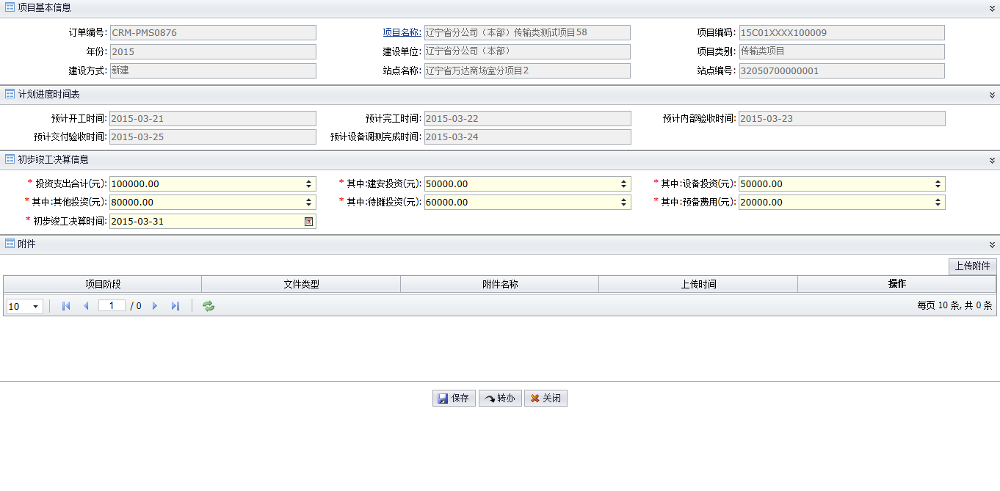 项目基本信息
订单编号: CRM-PMS0876 项目名称: 辽宁省分公司（本部）传输类测试项目58 项目编码: 15C01XXXX100009
年份: 2015 建设单位: 辽宁省分公司（本部） 项目类别: 传输类项目
建设方式: 新建 站点名称: 辽宁省万达商场室分项目2 站点编号: 32050700000001
计划进度时间表
预计开工时间: 2015-03-21 预计完工时间: 2015-03-22 预计内部验收时间: 2015-03-23
预计交付验收时间: 2015-03-25 预计设备调测完成时间: 2015-03-24
初步竣工决算信息
* 投资支出合计(元): 100000.00 * 其中:建安投资(元): 50000.00 * 其中:设备投资(元): 50000.00
* 其中:其他投资(元): 80000.00 * 其中:待摊投资(元): 60000.00 * 其中:预备费用(元): 20000.00
* 初步竣工决算时间: 2015-03-31
附件
上传附件
项目阶段 文件类型 附件名称 上传时间 操作
10 1 / 0 每页 10 条, 共 0 条
保存 转办 关闭